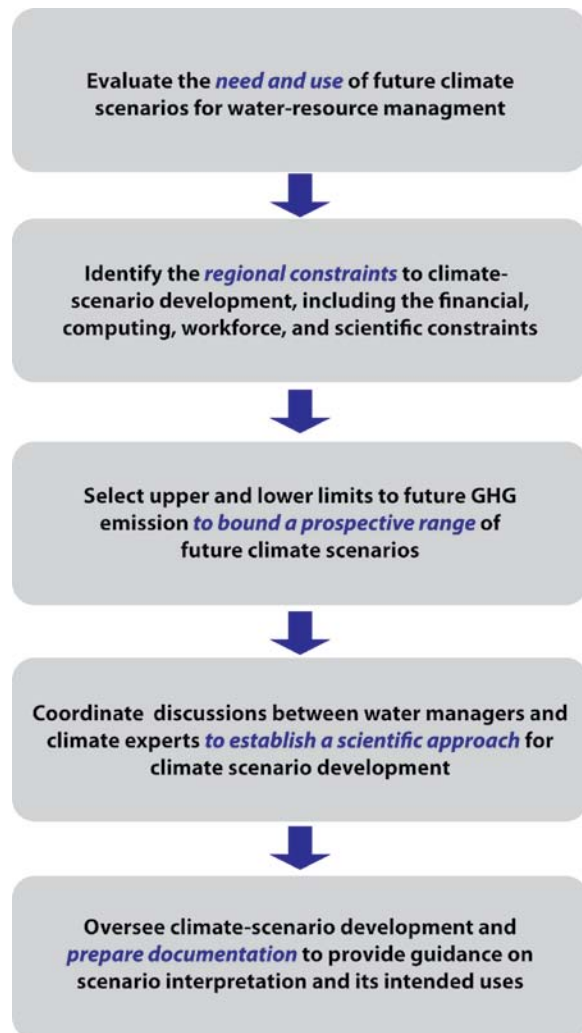 Evaluate the need and use of future climate
scenarios for water-resource managment
Identify the regional constraints to climate-
scenario development, including the financial,
computing, workforce, and scientific constraints
Select upper and lower limits to future GHG
emission to bound a prospective range of
future climate scenarios
Coordinate discussions between water managers and
climate experts to establish a scientific approach for
climate scenario development
Oversee climate-scenario development and
prepare documentation to provide guidance on
scenario interpretation and its intended uses